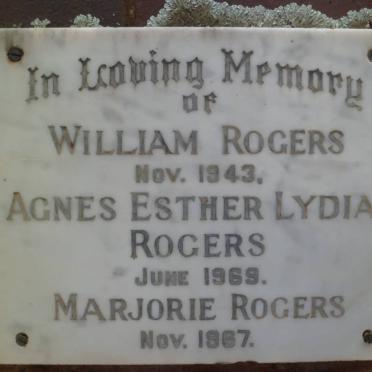 In Loving Memory
OF
WILLIAM ROGERS
NOV. 1943.
AGNES ESTHER LYDIA
ROGERS
JUNE 1969.
MARJORIE ROGERS
NOV. 1967.